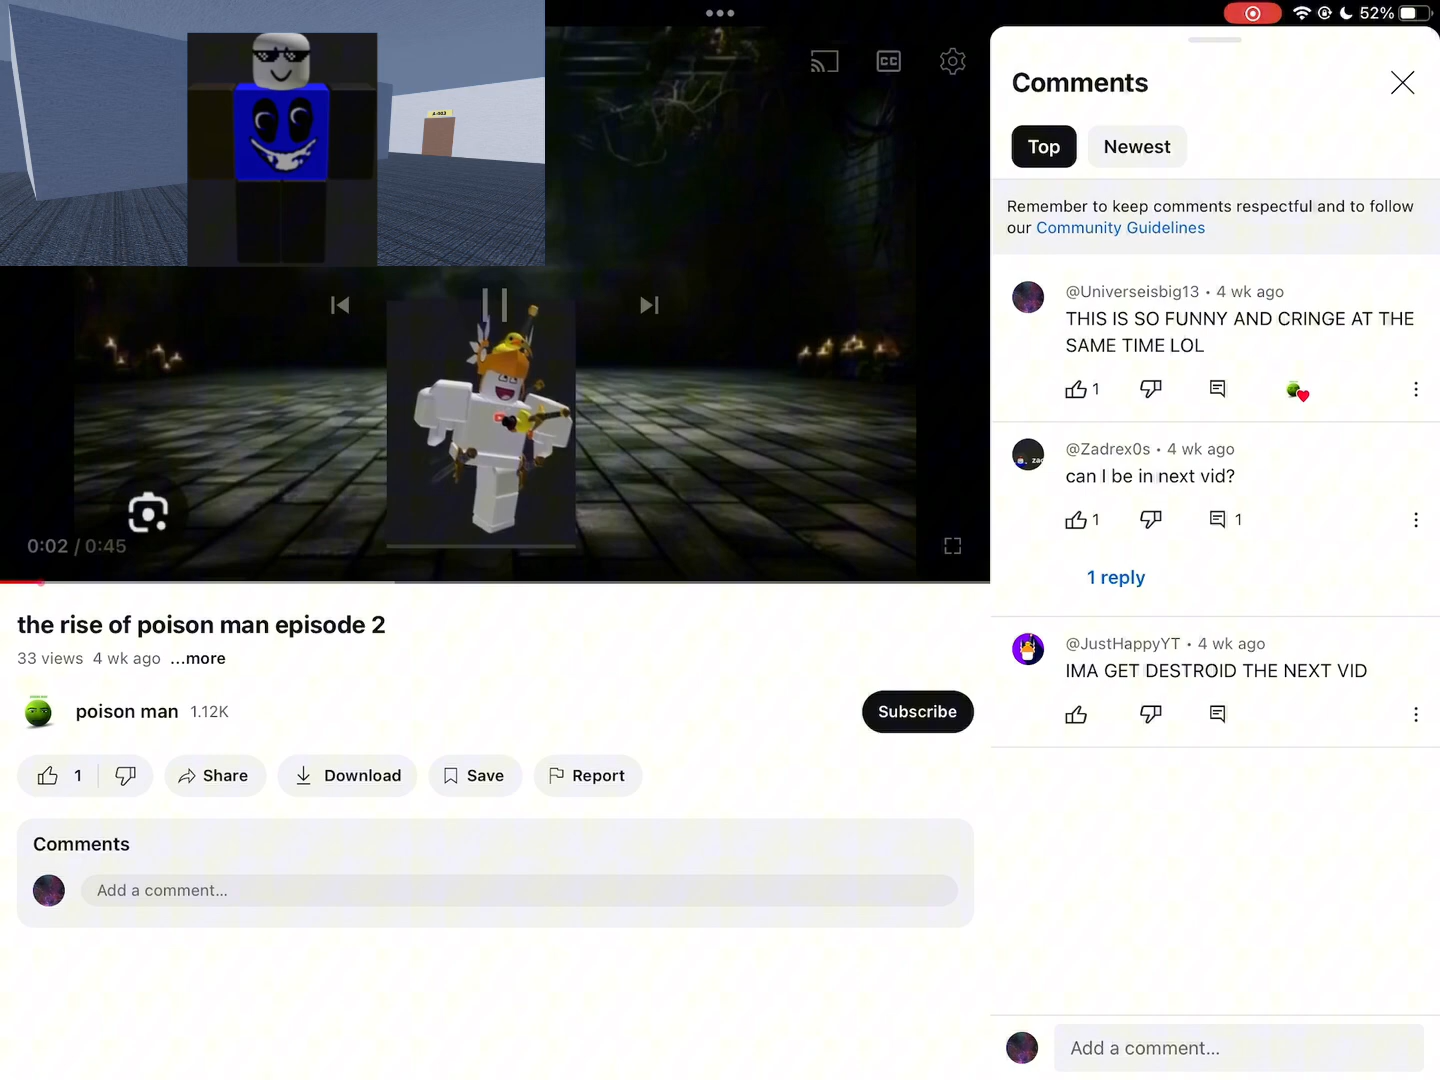 52%
A-903
CC
0:02 / 0:45
the rise of poison man episode 2
33 views 4 wk ago ...more
poison man 1.12K
Subscribe
1
Share
Download
Save
Report
Comments
Add a comment...
Comments
Top
Newest
Remember to keep comments respectful and to follow
our Community Guidelines
@Universeisbig13 • 4 wk ago
THIS IS SO FUNNY AND CRINGE AT THE
SAME TIME LOL
1
@Zadrex0s • 4 wk ago
can I be in next vid?
1
1
1 reply
@JustHappyYT • 4 wk ago
IMA GET DESTROID THE NEXT VID
Add a comment...